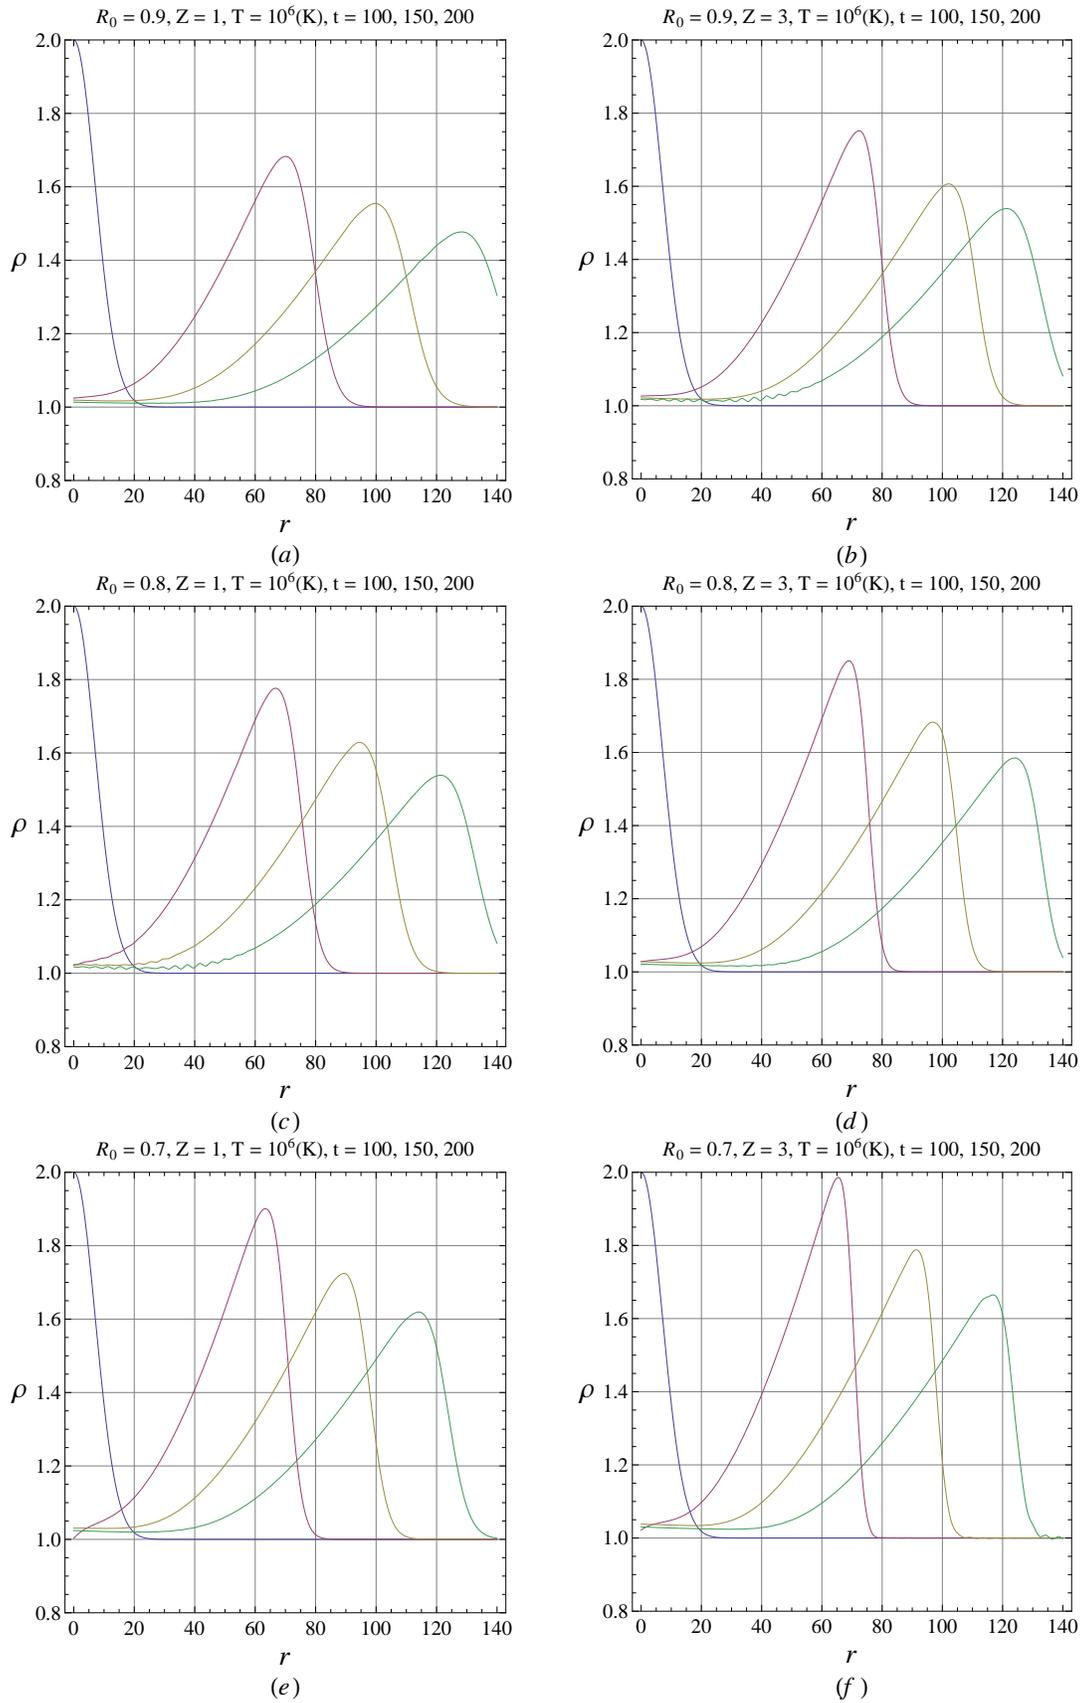 R₀ = 0.9, Z = 1, T = 10⁶(K), t = 100, 150, 200
2.0
1.8
1.6
ρ 1.4
1.2
1.0
0.8
0 20 40 60 80 100 120 140
r
(a)
R₀ = 0.9, Z = 3, T = 10⁶(K), t = 100, 150, 200
2.0
1.8
1.6
ρ 1.4
1.2
1.0
0.8
0 20 40 60 80 100 120 140
r
(b)
R₀ = 0.8, Z = 1, T = 10⁶(K), t = 100, 150, 200
2.0
1.8
1.6
ρ 1.4
1.2
1.0
0.8
0 20 40 60 80 100 120 140
r
(c)
R₀ = 0.8, Z = 3, T = 10⁶(K), t = 100, 150, 200
2.0
1.8
1.6
ρ 1.4
1.2
1.0
0.8
0 20 40 60 80 100 120 140
r
(d)
R₀ = 0.7, Z = 1, T = 10⁶(K), t = 100, 150, 200
2.0
1.8
1.6
ρ 1.4
1.2
1.0
0.8
0 20 40 60 80 100 120 140
r
(e)
R₀ = 0.7, Z = 3, T = 10⁶(K), t = 100, 150, 200
2.0
1.8
1.6
ρ 1.4
1.2
1.0
0.8
0 20 40 60 80 100 120 140
r
(f)